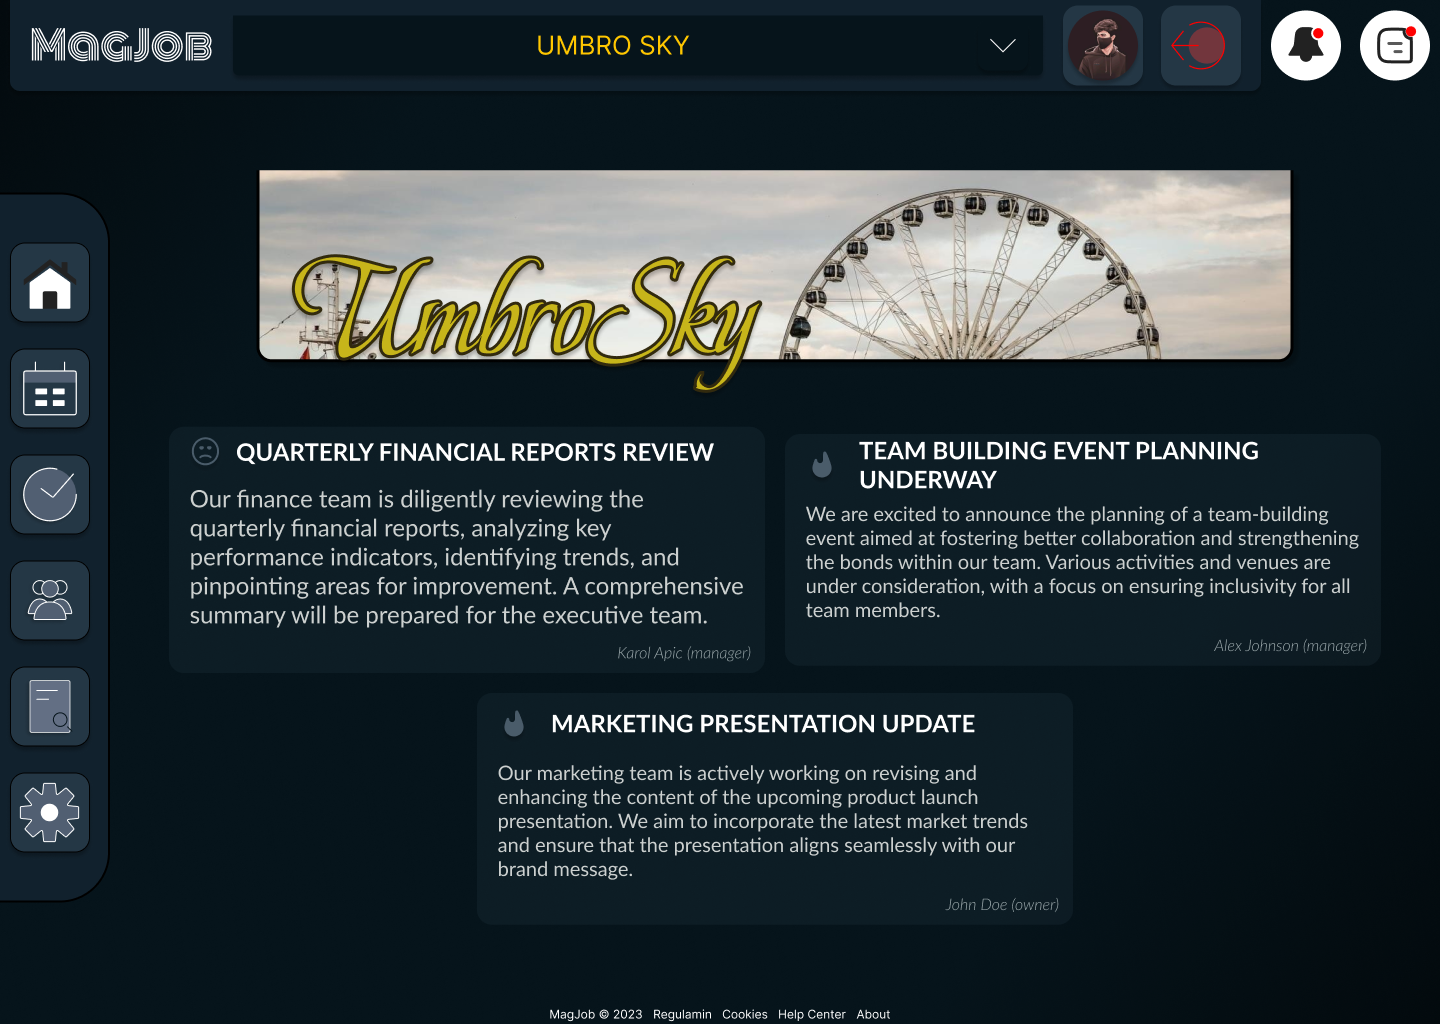 MagJob
UMBRO SKY
UmbroSky
QUARTERLY FINANCIAL REPORTS REVIEW
Our finance team is diligently reviewing the
quarterly financial reports, analyzing key
performance indicators, identifying trends, and
pinpointing areas for improvement. A comprehensive
summary will be prepared for the executive team.
Karol Apic (manager)
TEAM BUILDING EVENT PLANNING
UNDERWAY
We are excited to announce the planning of a team-building
event aimed at fostering better collaboration and strengthening
the bonds within our team. Various activities and venues are
under consideration, with a focus on ensuring inclusivity for all
team members.
Alex Johnson (manager)
MARKETING PRESENTATION UPDATE
Our marketing team is actively working on revising and
enhancing the content of the upcoming product launch
presentation. We aim to incorporate the latest market trends
and ensure that the presentation aligns seamlessly with our
brand message.
John Doe (owner)
MagJob © 2023 Regulamin Cookies Help Center About